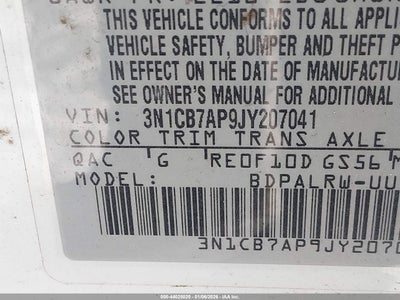 THIS VEHICLE CONFORMS TO ALL APPLI
VEHICLE SAFETY, BUMPER AND THEFT P
IN EFFECT ON THE DATE OF MANUFACTU
SEE OWNER'S MANUAL FOR ADDITIONAL
VIN: 3N1CB7AP9JY207041
COLOR TRIM TRANS AXLE
QAC G RE0F10D GS56 M
MODEL: BDPALRW-UU
3N1CB7AP9JY2070